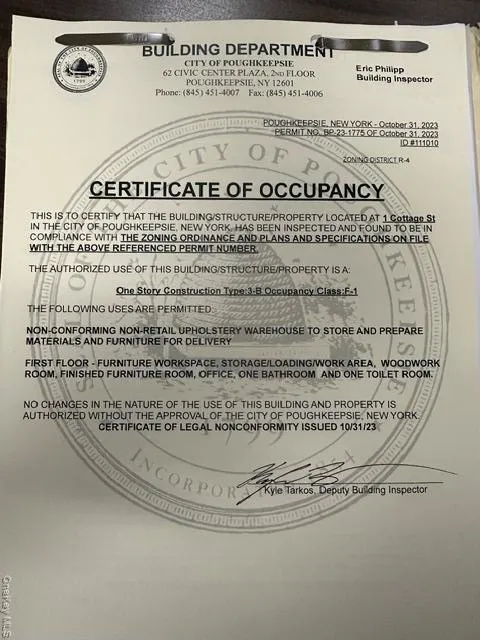 BUILDING DEPARTMENT
CITY OF POUGHKEEPSIE
62 CIVIC CENTER PLAZA, 2ND FLOOR
POUGHKEEPSIE, NY 12601
Phone: (845) 451-4007 Fax: (845) 451-4006
Eric Philipp
Building Inspector
POUGHKEEPSIE, NEW YORK - October 31, 2023
PERMIT NO. BP-23-1775 OF October 31, 2023
ID #111010
ZONING DISTRICT R-4
CERTIFICATE OF OCCUPANCY
THIS IS TO CERTIFY THAT THE BUILDING/STRUCTURE/PROPERTY LOCATED AT 1 Cottage St
IN THE CITY OF POUGHKEEPSIE, NEW YORK, HAS BEEN INSPECTED AND FOUND TO BE IN
COMPLIANCE WITH THE ZONING ORDINANCE AND PLANS AND SPECIFICATIONS ON FILE
WITH THE ABOVE REFERENCED PERMIT NUMBER.
THE AUTHORIZED USE OF THIS BUILDING/STRUCTURE/PROPERTY IS A:
One Story Construction Type:3-B Occupancy Class:F-1
THE FOLLOWING USES ARE PERMITTED:
NON-CONFORMING NON-RETAIL UPHOLSTERY WAREHOUSE TO STORE AND PREPARE
MATERIALS AND FURNITURE FOR DELIVERY
FIRST FLOOR - FURNITURE WORKSPACE, STORAGE/LOADING/WORK AREA, WOODWORK
ROOM, FINISHED FURNITURE ROOM, OFFICE, ONE BATHROOM AND ONE TOILET ROOM.
NO CHANGES IN THE NATURE OF THE USE OF THIS BUILDING AND PROPERTY IS
AUTHORIZED WITHOUT THE APPROVAL OF THE CITY OF POUGHKEEPSIE, NEW YORK.
CERTIFICATE OF LEGAL NONCONFORMITY ISSUED 10/31/23
Kyle Tarkos, Deputy Building Inspector
CITY OF POUGHKEEPSIE
1799
INCORPORATED
OneKey MLS